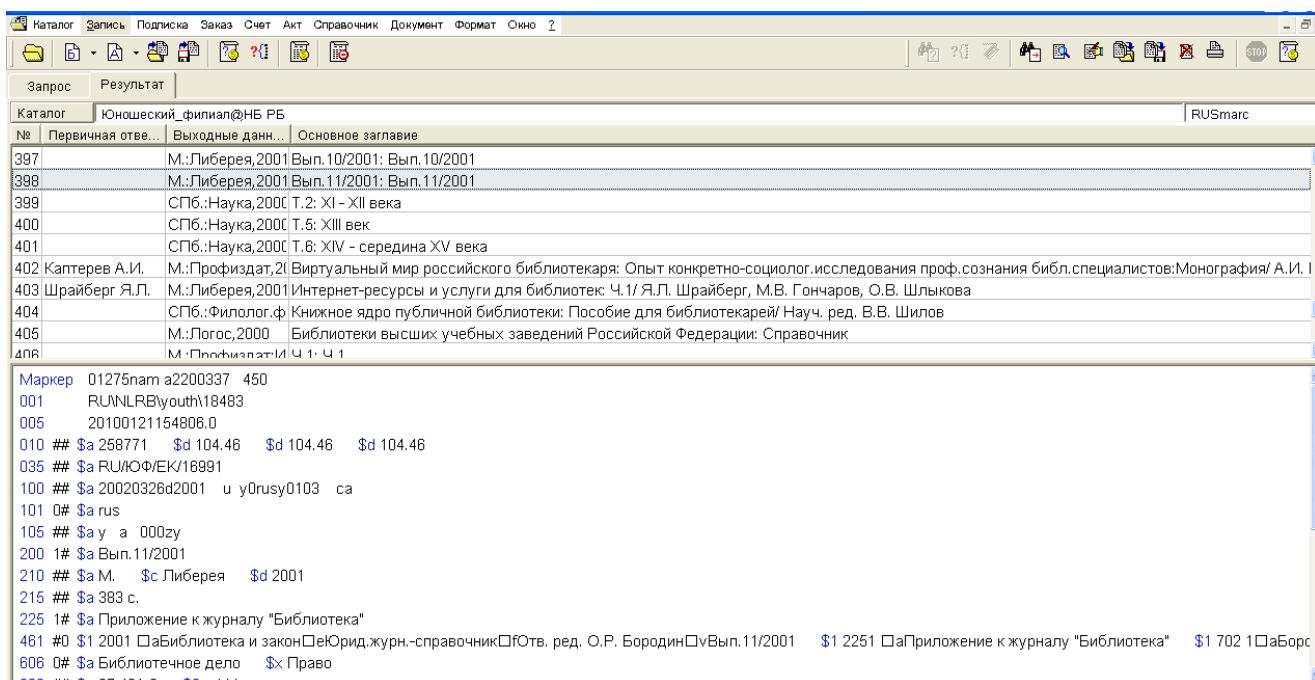 Каталог Запись Подписка Заказ Счет Акт Справочник Документ Формат Окно ?
Запрос Результат
Каталог Юношеский_филиал@НБ РБ RUSmarc
№ Первичная отве... Выходные данн... Основное заглавие
397 М.:Либерея,2001 Вып.10/2001: Вып.10/2001
398 М.:Либерея,2001 Вып.11/2001: Вып.11/2001
399 СПб.:Наука,2000 Т.2: XI - XII века
400 СПб.:Наука,2000 Т.5: XIII век
401 СПб.:Наука,2000 Т.6: XIV - середина XV века
402 Каптерев А.И. М.:Профиздат,20 Виртуальный мир российского библиотекаря: Опыт конкретно-социолог.исследования проф.сознания библ.специалистов:Монография/ А.И.
403 Шрайберг Я.Л. М.:Либерея,2001 Интернет-ресурсы и услуги для библиотек: Ч.1/ Я.Л. Шрайберг, М.В. Гончаров, О.В. Шлыкова
404 СПб.:Филолог.ф Книжное ядро публичной библиотеки: Пособие для библиотекарей/ Науч. ред. В.В. Шилов
405 М.:Логос,2000 Библиотеки высших учебных заведений Российской Федерации: Справочник
406 М.:Профиздат:И Ч.1: Ч.1
Маркер 01275nam a2200337 450
001 RU\NLRB\youth\18483
005 20100121154806.0
010 ## $a 258771 $d 104.46 $d 104.46 $d 104.46
035 ## $a RU/ЮФ/ЕК/16991
100 ## $a 20020326d2001 u y0rusy0103 ca
101 0# $a rus
105 ## $a y a 000zy
200 1# $a Вып.11/2001
210 ## $a М. $c Либерея $d 2001
215 ## $a 383 с.
225 1# $a Приложение к журналу "Библиотека"
461 #0 $1 2001 □aБиблиотека и закон□eЮрид.журн.-справочник□fОтв. ред. О.Р. Бородин□vВып.11/2001 $1 2251 □aПриложение к журналу "Библиотека" $1 702 1□aБоро
606 0# $a Библиотечное дело $x Право